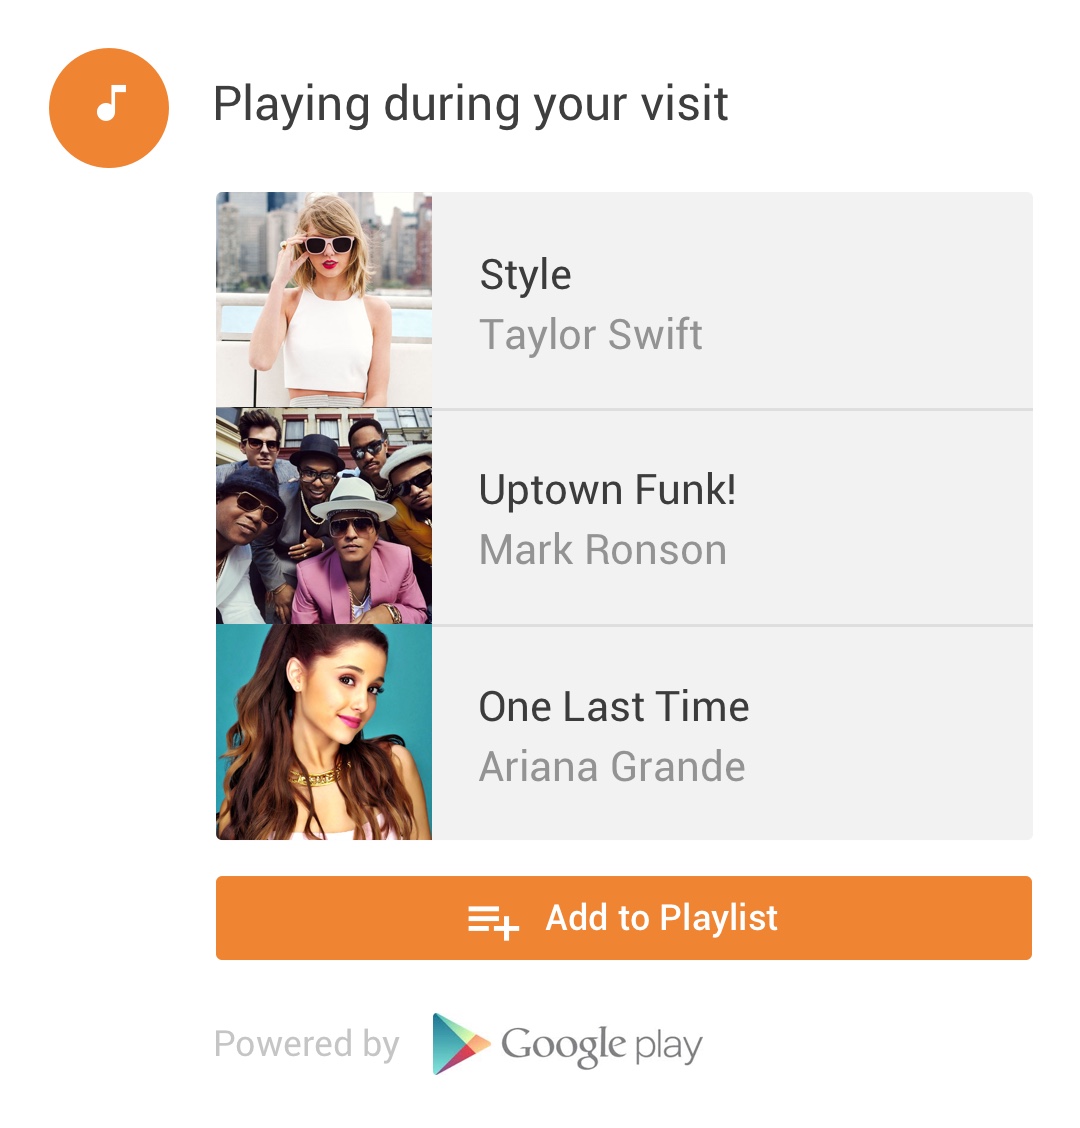 Playing during your visit
Style
Taylor Swift
Uptown Funk!
Mark Ronson
One Last Time
Ariana Grande
Add to Playlist
Powered by Google play